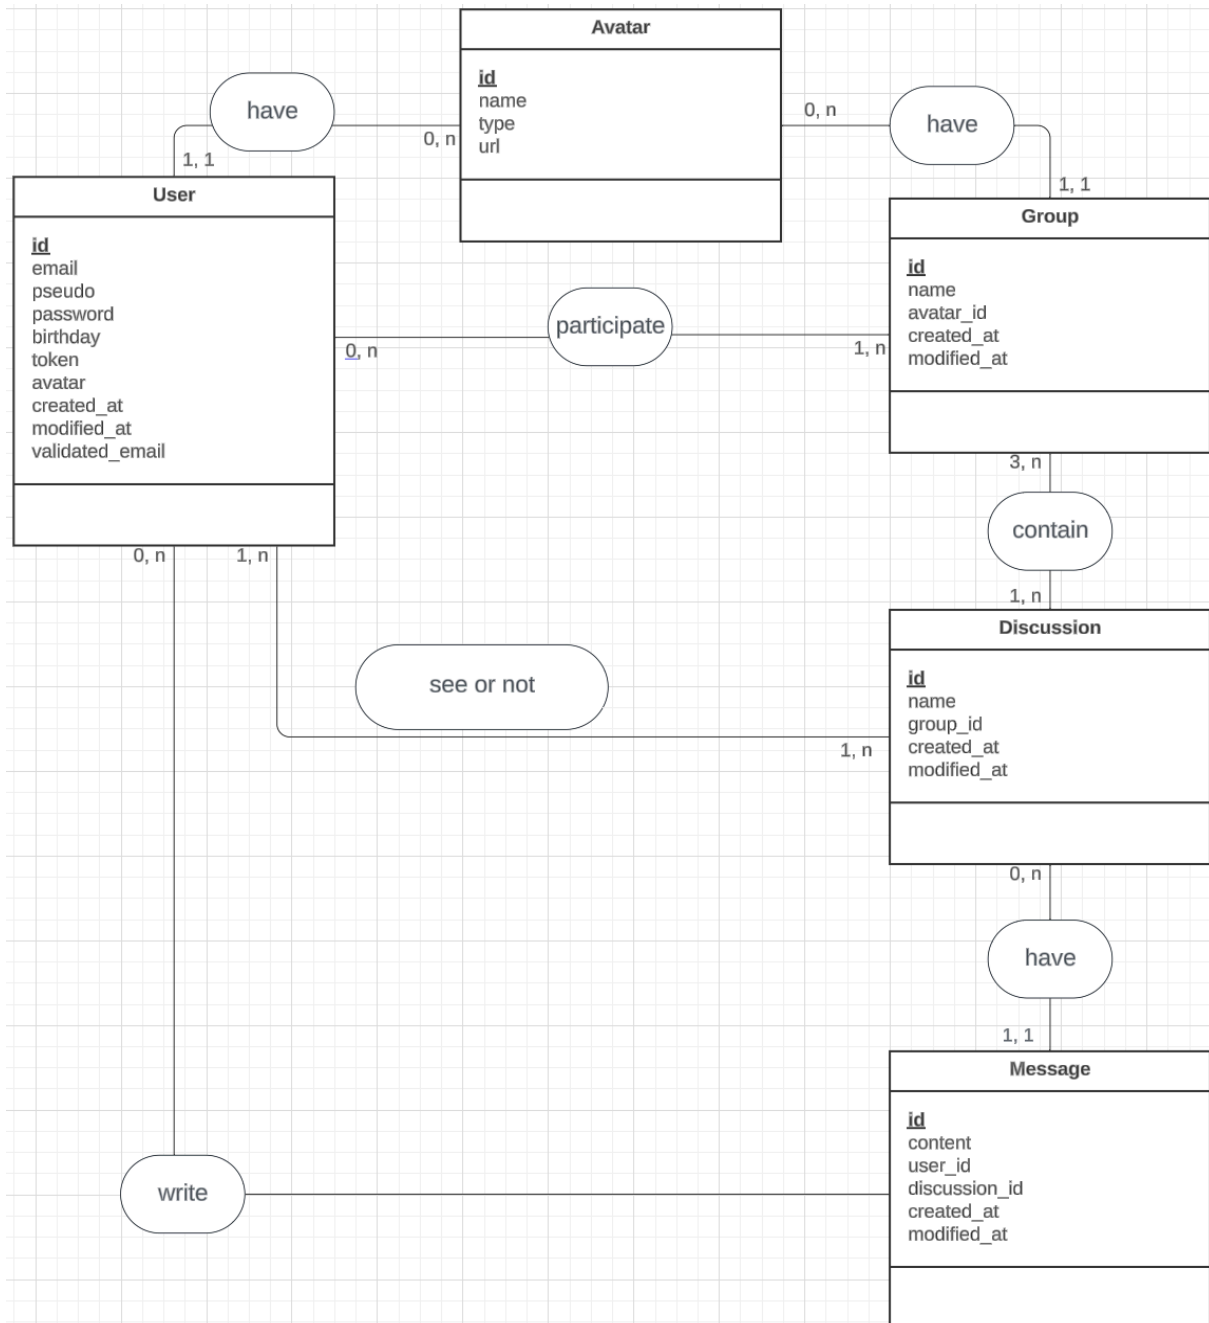 Avatar
id
name
type
url
have
0, n
1, 1
0, n
have
1, 1
User
id
email
pseudo
password
birthday
token
avatar
created_at
modified_at
validated_email
Group
id
name
avatar_id
created_at
modified_at
participate
0, n
1, n
3, n
contain
1, n
0, n
1, n
see or not
1, n
Discussion
id
name
group_id
created_at
modified_at
0, n
have
1, 1
Message
id
content
user_id
discussion_id
created_at
modified_at
write